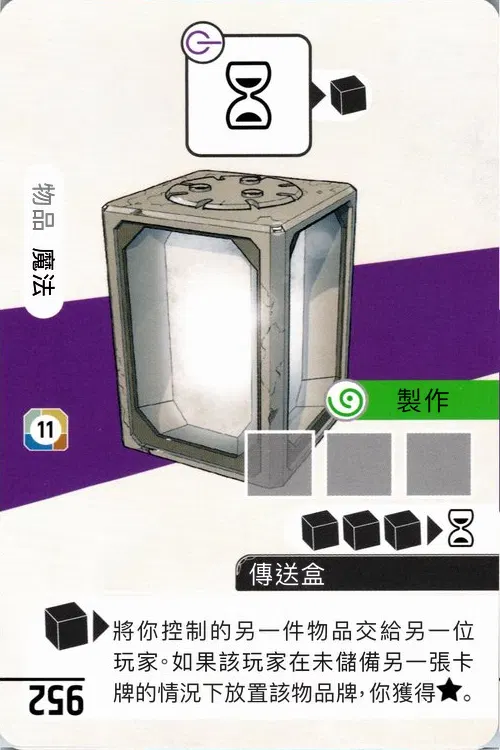 物品 魔法
11
製作
傳送盒
將你控制的另一件物品交給另一位
玩家。如果該玩家在未儲備另一張卡
牌的情況下放置該物品牌,你獲得★。
952